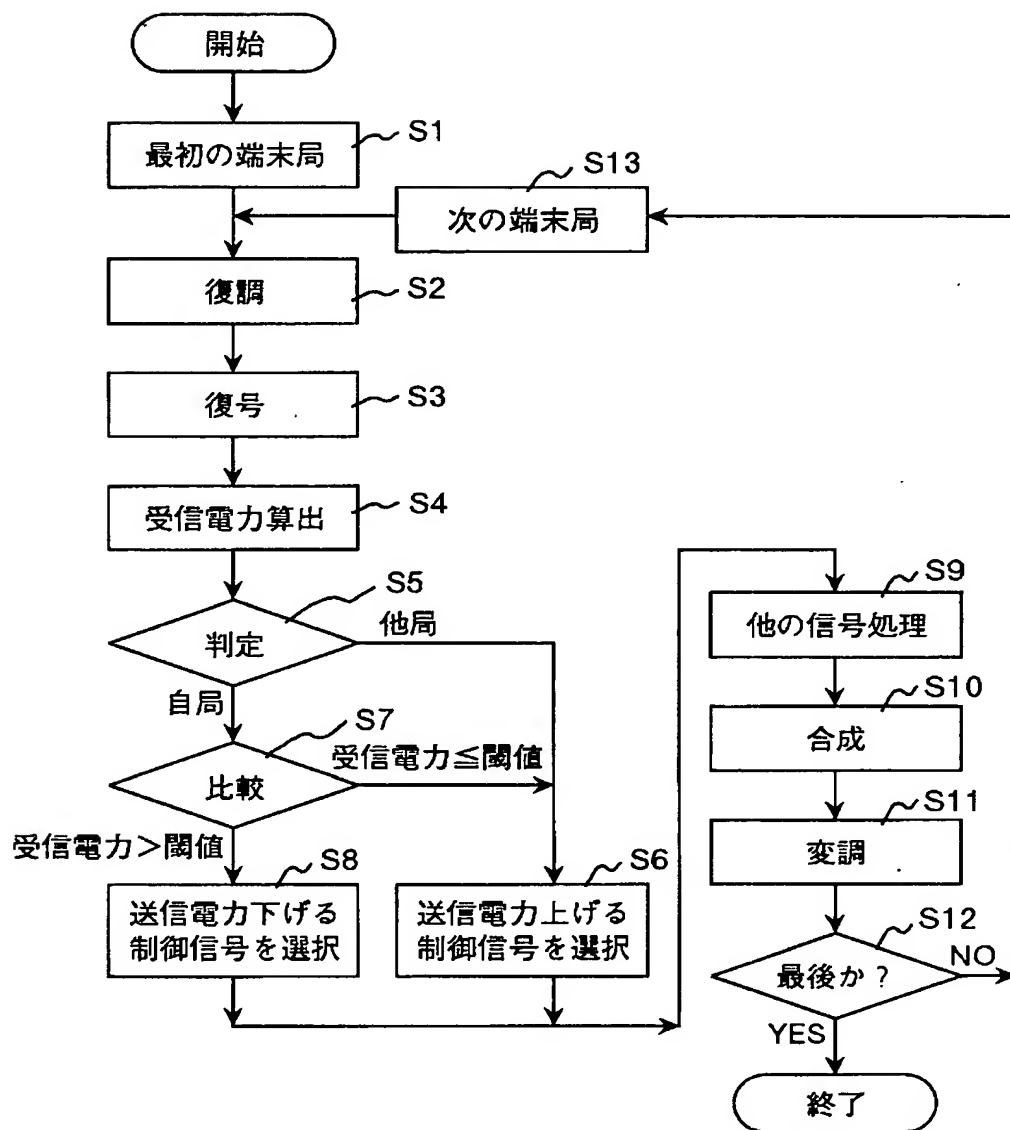 開始
S1
最初の端末局
S13
次の端末局
S2
復調
S3
復号
S4
受信電力算出
S5
判定
他局
自局
S7
比較
受信電力≦閾値
受信電力>閾値
S8
送信電力下げる
制御信号を選択
S6
送信電力上げる
制御信号を選択
S9
他の信号処理
S10
合成
S11
変調
S12
最後か?
NO
YES
終了